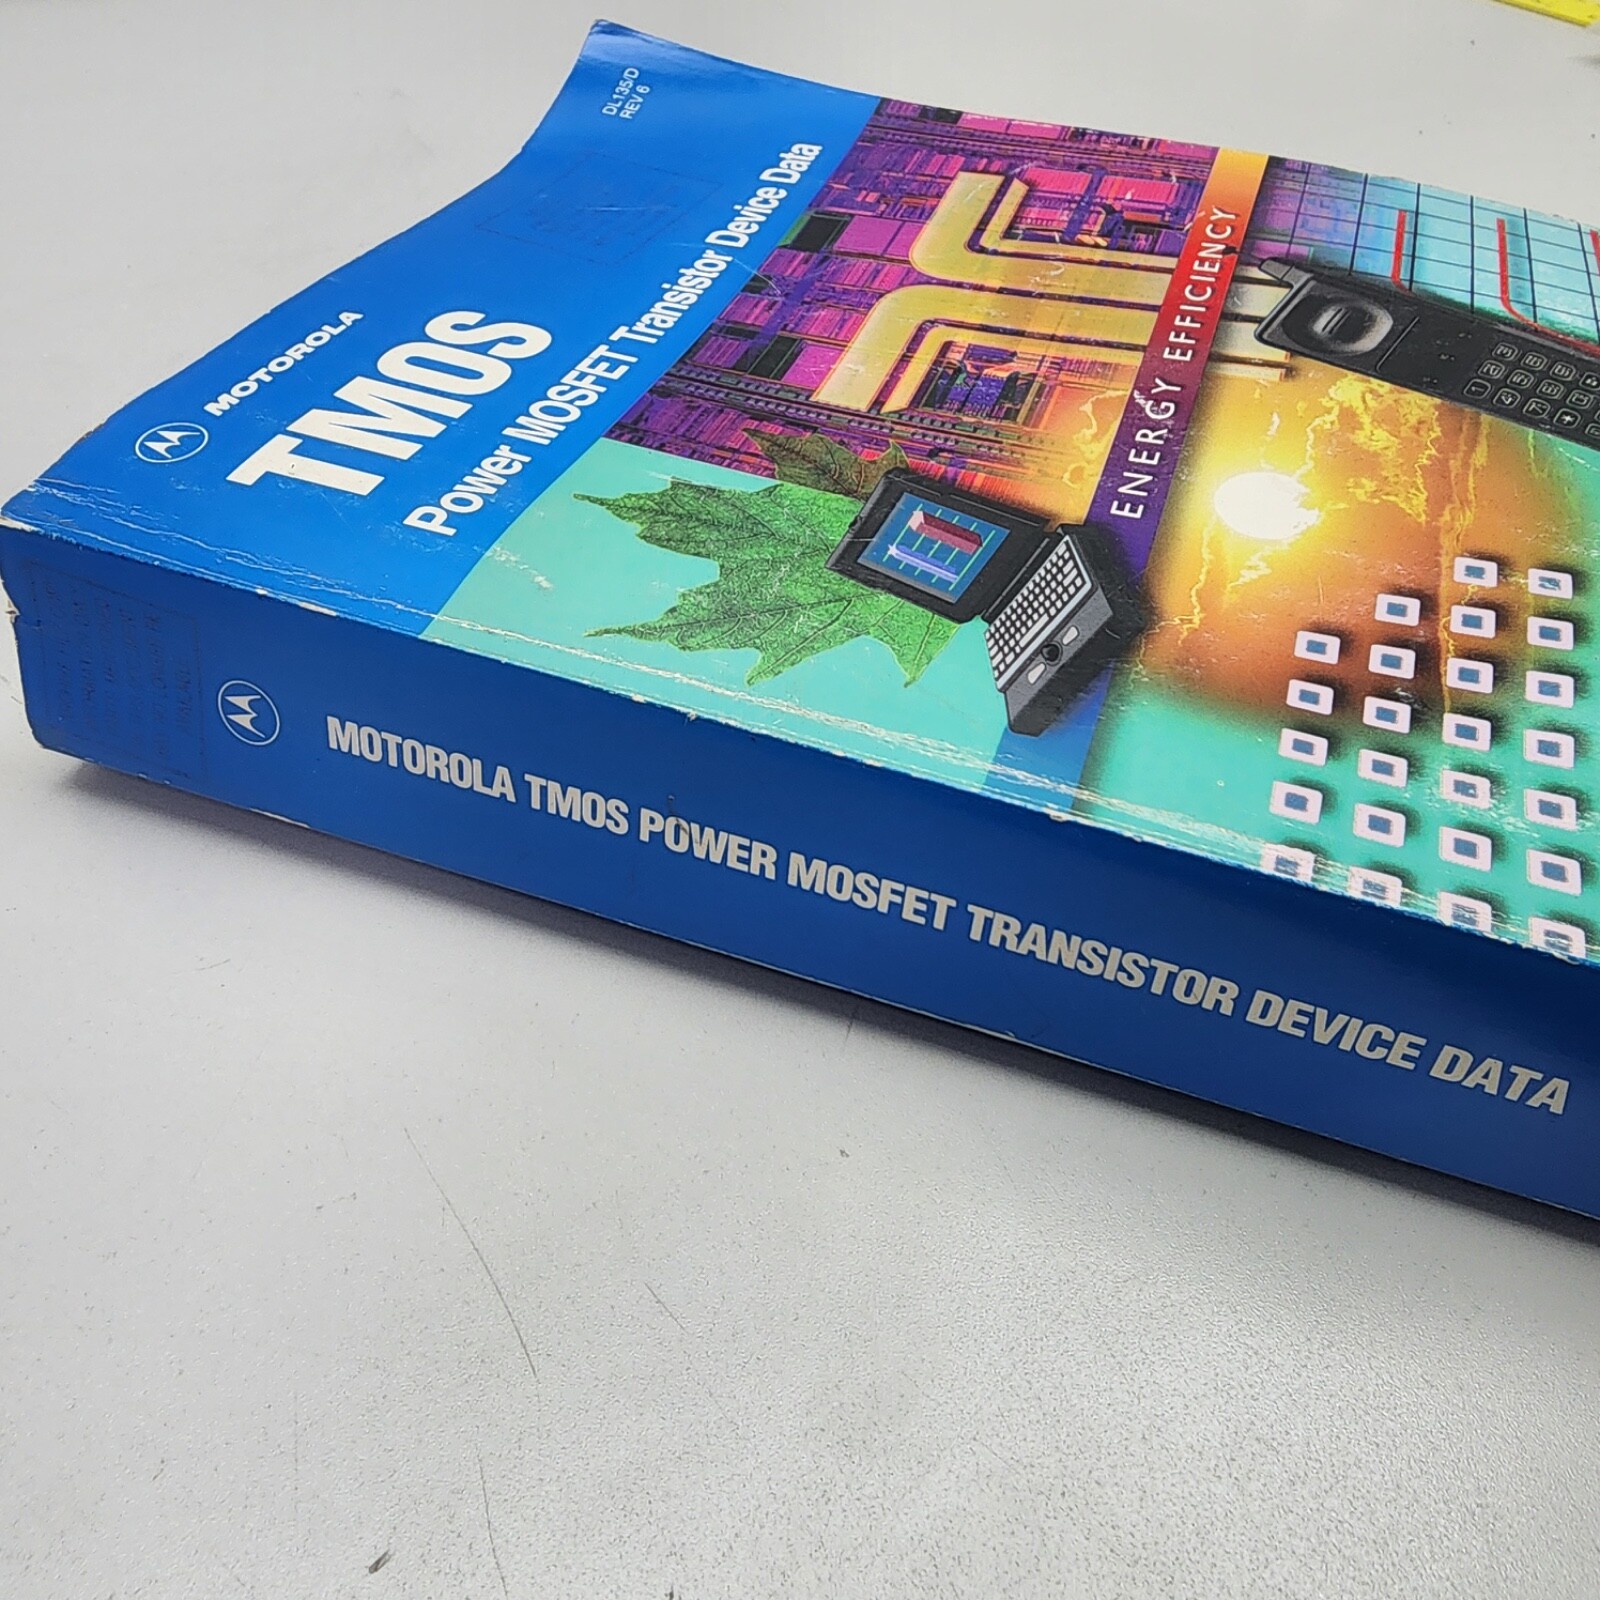 DL135/D
REV 6
MOTOROLA
TMOS
Power MOSFET Transistor Device Data
ENERGY EFFICIENCY
MOTOROLA TMOS POWER MOSFET TRANSISTOR DEVICE DATA